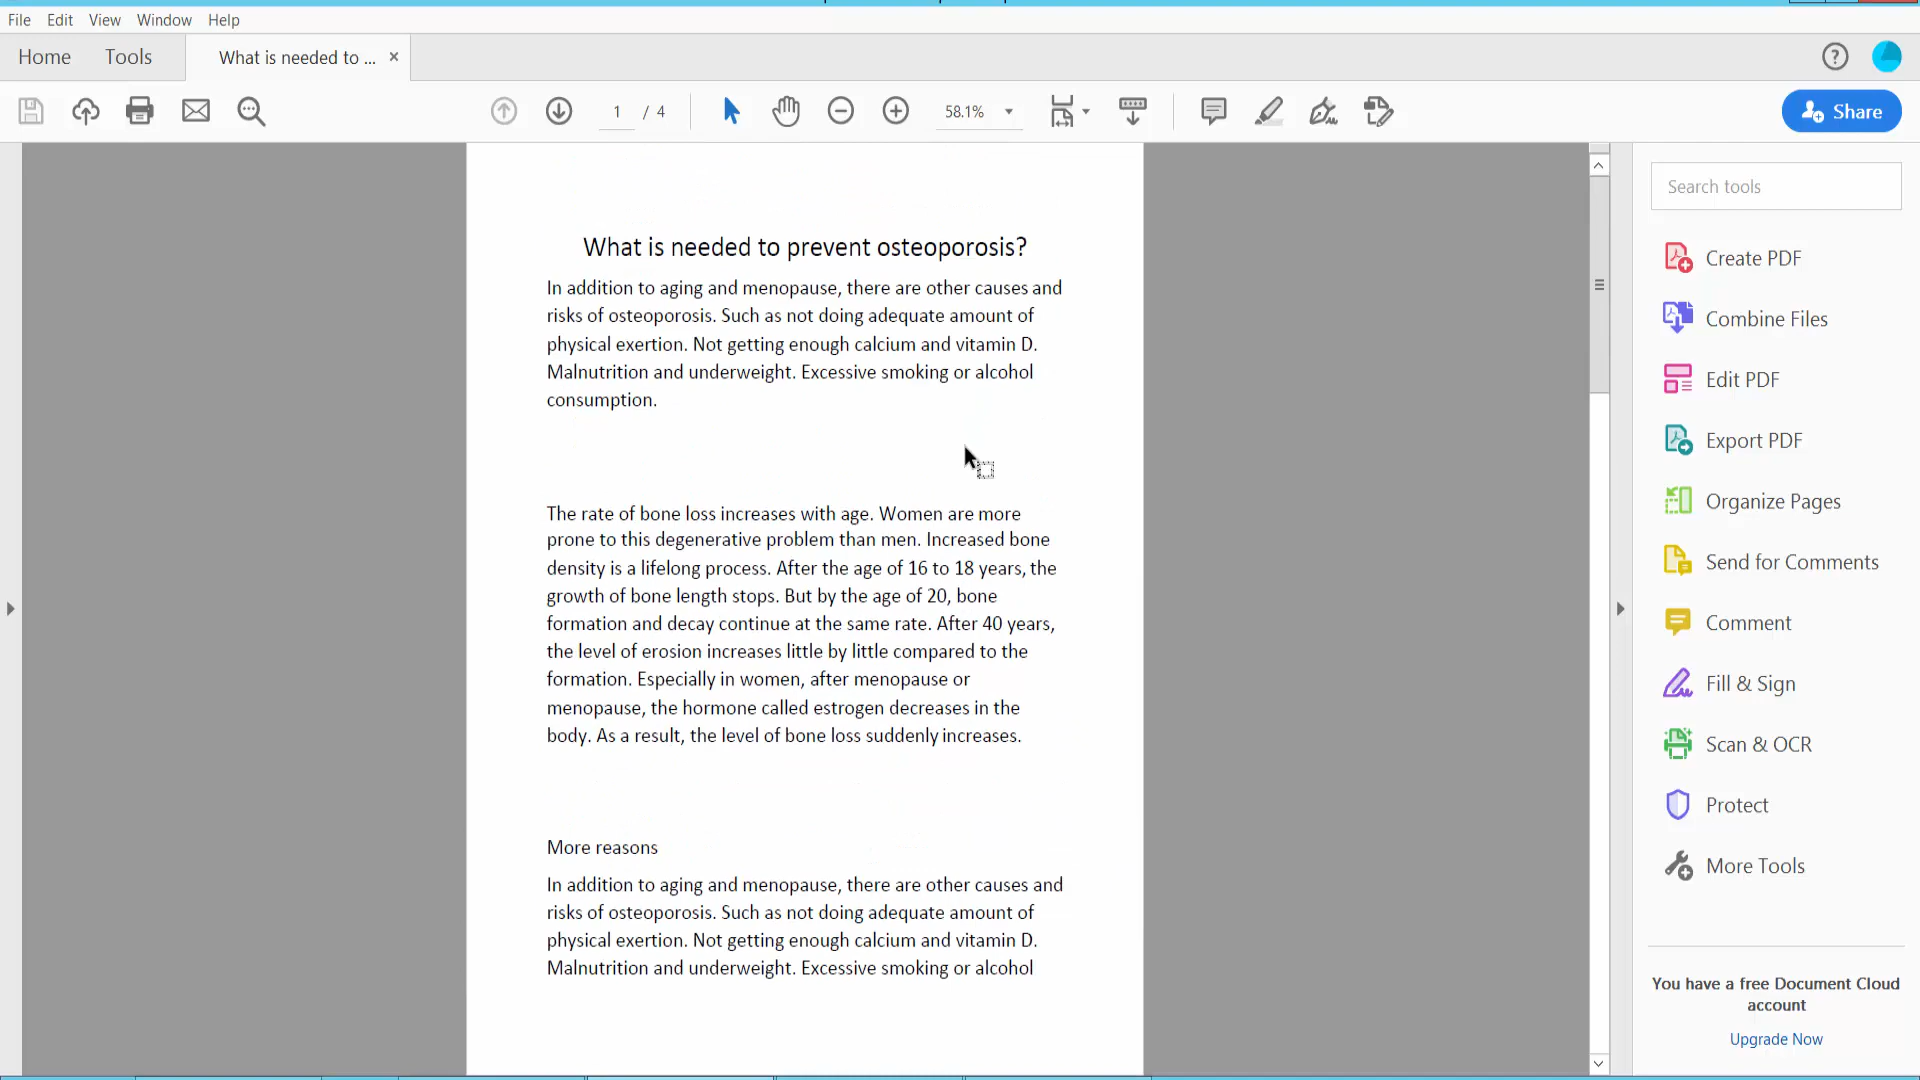 File Edit View Window Help
Home Tools What is needed to ... ×
1 / 4 58.1% Share
Search tools
What is needed to prevent osteoporosis?
In addition to aging and menopause, there are other causes and
risks of osteoporosis. Such as not doing adequate amount of
physical exertion. Not getting enough calcium and vitamin D.
Malnutrition and underweight. Excessive smoking or alcohol
consumption.
The rate of bone loss increases with age. Women are more
prone to this degenerative problem than men. Increased bone
density is a lifelong process. After the age of 16 to 18 years, the
growth of bone length stops. But by the age of 20, bone
formation and decay continue at the same rate. After 40 years,
the level of erosion increases little by little compared to the
formation. Especially in women, after menopause or
menopause, the hormone called estrogen decreases in the
body. As a result, the level of bone loss suddenly increases.
More reasons
In addition to aging and menopause, there are other causes and
risks of osteoporosis. Such as not doing adequate amount of
physical exertion. Not getting enough calcium and vitamin D.
Malnutrition and underweight. Excessive smoking or alcohol
Create PDF
Combine Files
Edit PDF
Export PDF
Organize Pages
Send for Comments
Comment
Fill & Sign
Scan & OCR
Protect
More Tools
You have a free Document Cloud
account
Upgrade Now